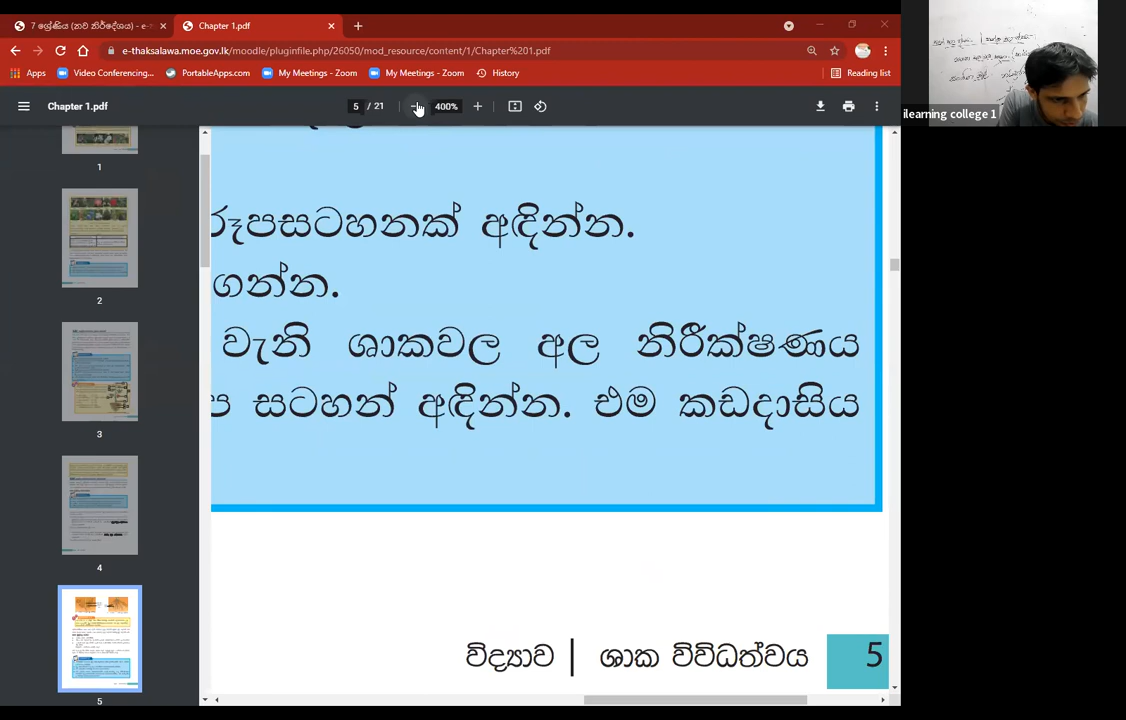 7 ශ්‍රේණිය (නව නිර්දේශය) - e-
Chapter 1.pdf
e-thaksalawa.moe.gov.lk/moodle/pluginfile.php/26050/mod_resource/content/1/Chapter%201.pdf
Apps Video Conferencing... PortableApps.com My Meetings - Zoom My Meetings - Zoom History Reading list
Chapter 1.pdf 5 / 21 400%
ilearning college 1
1
2
3
4
5
රූපසටහනක් අඳින්න.
ගන්න.
වැනි ශාකවල අල නිරීක්ෂණය
ප සටහන් අඳින්න. එම කඩදාසිය
විද්‍යාව | ශාක විවිධත්වය 5